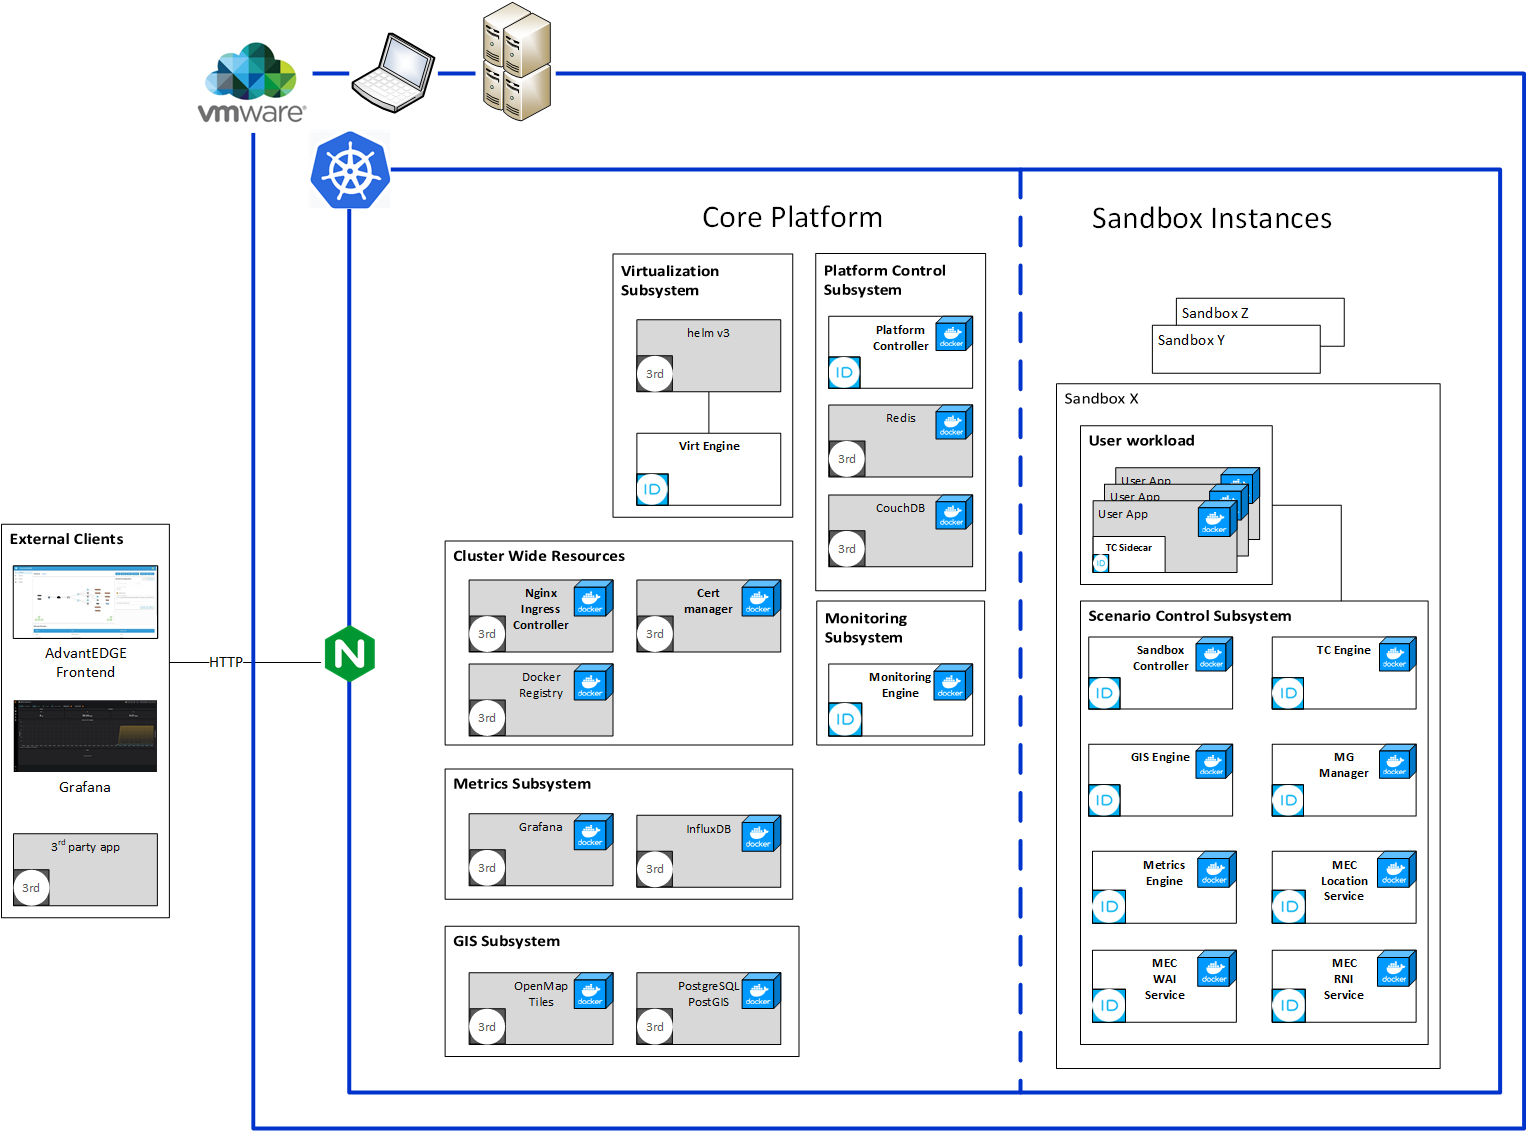 vmware®
Core Platform
Sandbox Instances
Virtualization
Subsystem
helm v3
3rd
Virt Engine
ID
Platform Control
Subsystem
Platform
Controller
docker
ID
Redis
docker
3rd
CouchDB
docker
3rd
Sandbox Z
Sandbox Y
Sandbox X
User workload
User App
User App
User App
docker
TC Sidecar
ID
External Clients
AdvantEDGE
Frontend
Grafana
3rd party app
3rd
HTTP
N
Cluster Wide Resources
Nginx
Ingress
Controller
docker
3rd
Cert
manager
docker
3rd
Docker
Registry
docker
3rd
Monitoring
Subsystem
Monitoring
Engine
docker
ID
Metrics Subsystem
Grafana
docker
3rd
InfluxDB
docker
3rd
GIS Subsystem
OpenMap
Tiles
docker
3rd
PostgreSQL
PostGIS
docker
3rd
Scenario Control Subsystem
Sandbox
Controller
docker
ID
TC Engine
docker
ID
GIS Engine
docker
ID
MG
Manager
docker
ID
Metrics
Engine
docker
ID
MEC
Location
Service
docker
ID
MEC
WAI
Service
docker
ID
MEC
RNI
Service
docker
ID